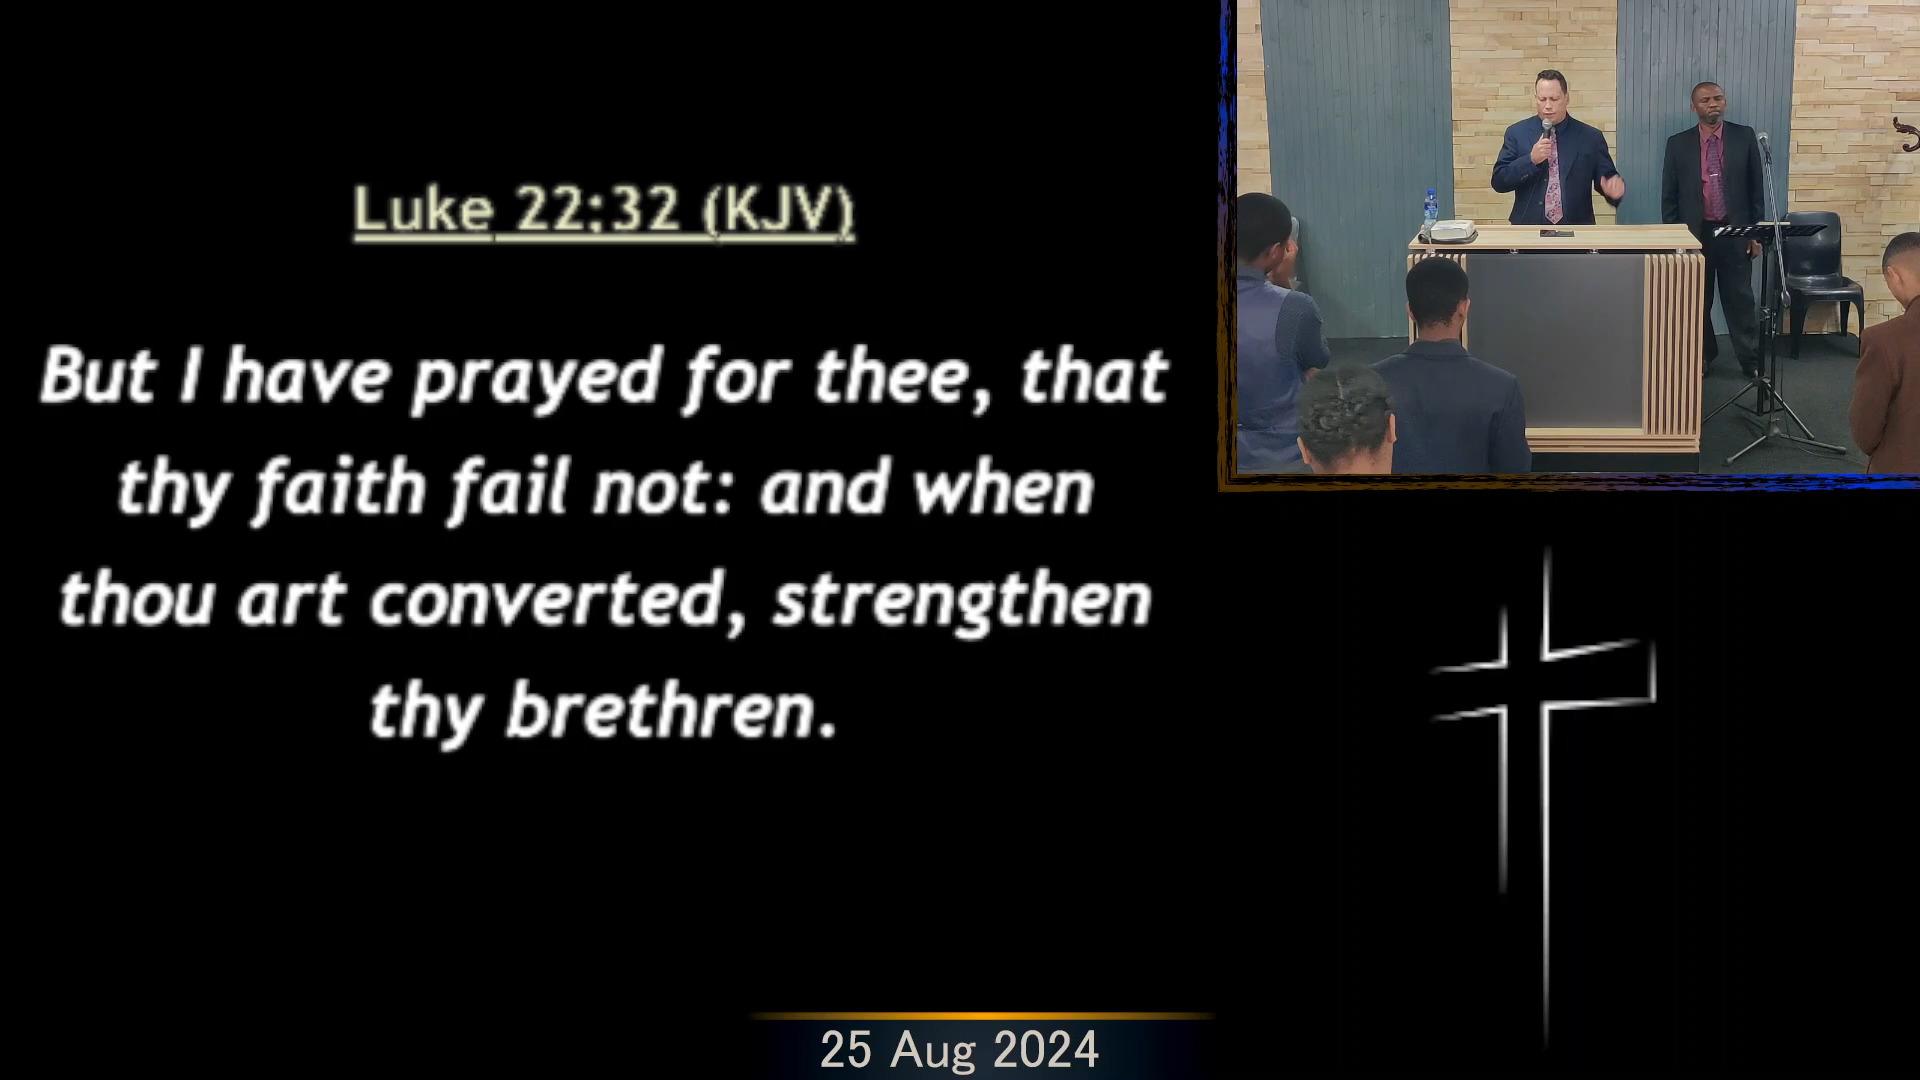 Luke 22:32 (KJV)
But I have prayed for thee, that
thy faith fail not: and when
thou art converted, strengthen
thy brethren.
25 Aug 2024